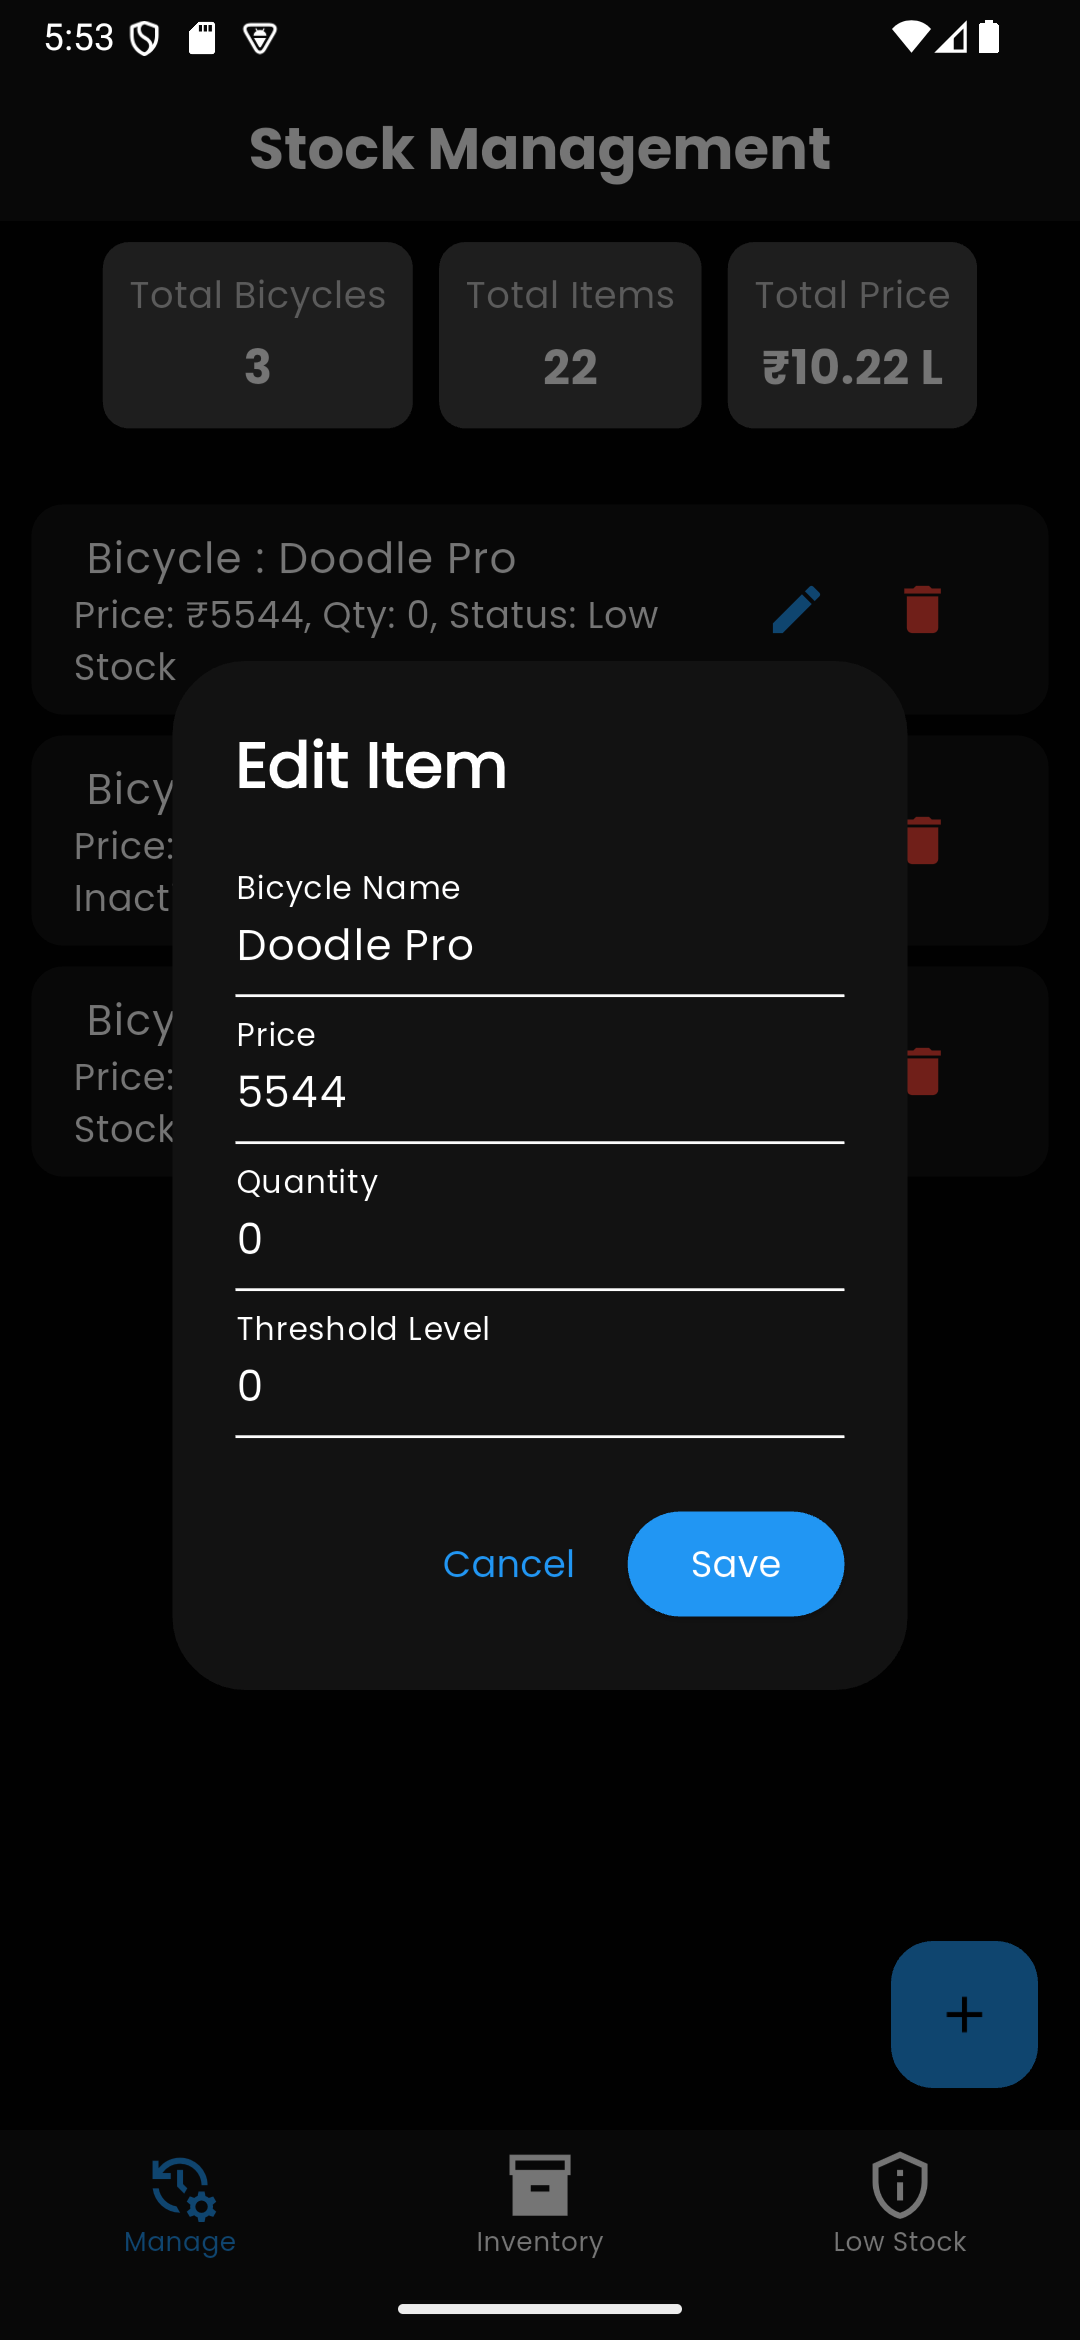 5:53
Stock Management
Total Bicycles
3
Total Items
22
Total Price
₹10.22 L
Bicycle : Doodle Pro
Price: ₹5544, Qty: 0, Status: Low
Stock
Bicy
Price:
Inact
Bicy
Price:
Stock
Edit Item
Bicycle Name
Doodle Pro
Price
5544
Quantity
0
Threshold Level
0
Cancel
Save
Manage
Inventory
Low Stock